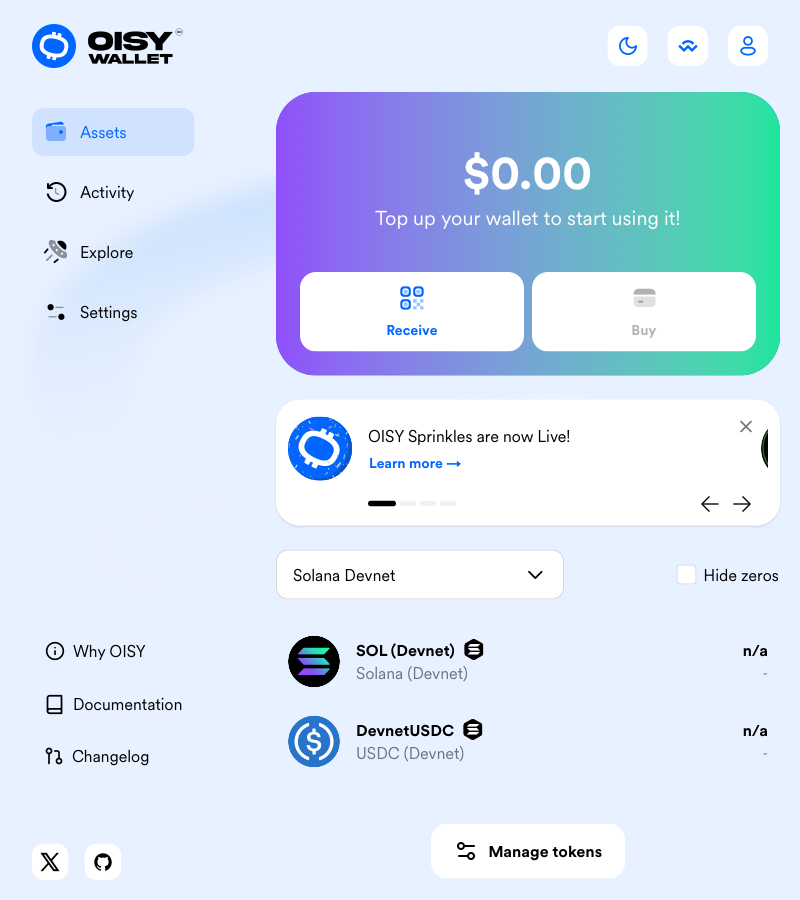 OISY
WALLET
Assets
Activity
Explore
Settings
$0.00
Top up your wallet to start using it!
Receive
Buy
OISY Sprinkles are now Live!
Learn more →
Solana Devnet
Hide zeros
SOL (Devnet)
n/a
Solana (Devnet)
-
DevnetUSDC
n/a
USDC (Devnet)
-
Why OISY
Documentation
Changelog
Manage tokens